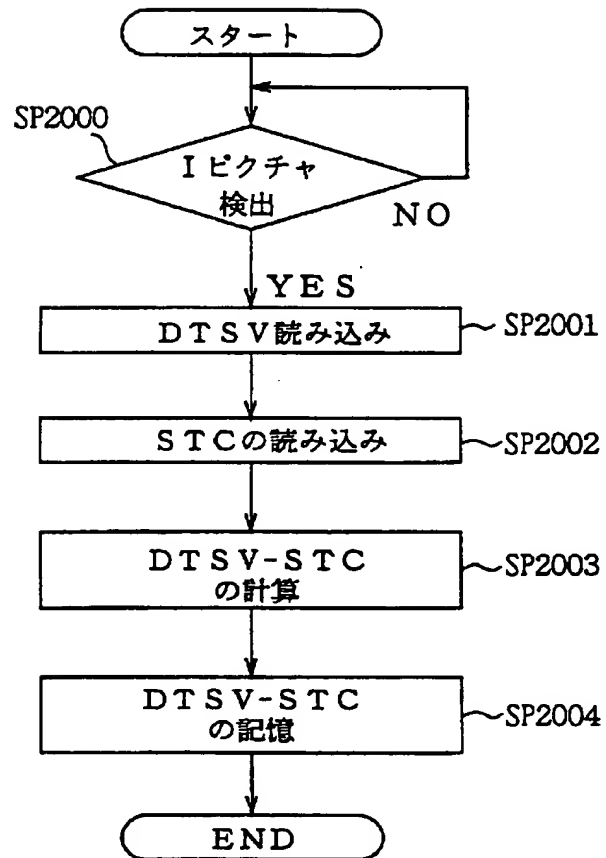 スタート
SP2000
Iピクチャ
検出
NO
YES
DTSV読み込み
SP2001
STCの読み込み
SP2002
DTSV-STC
の計算
SP2003
DTSV-STC
の記憶
SP2004
END